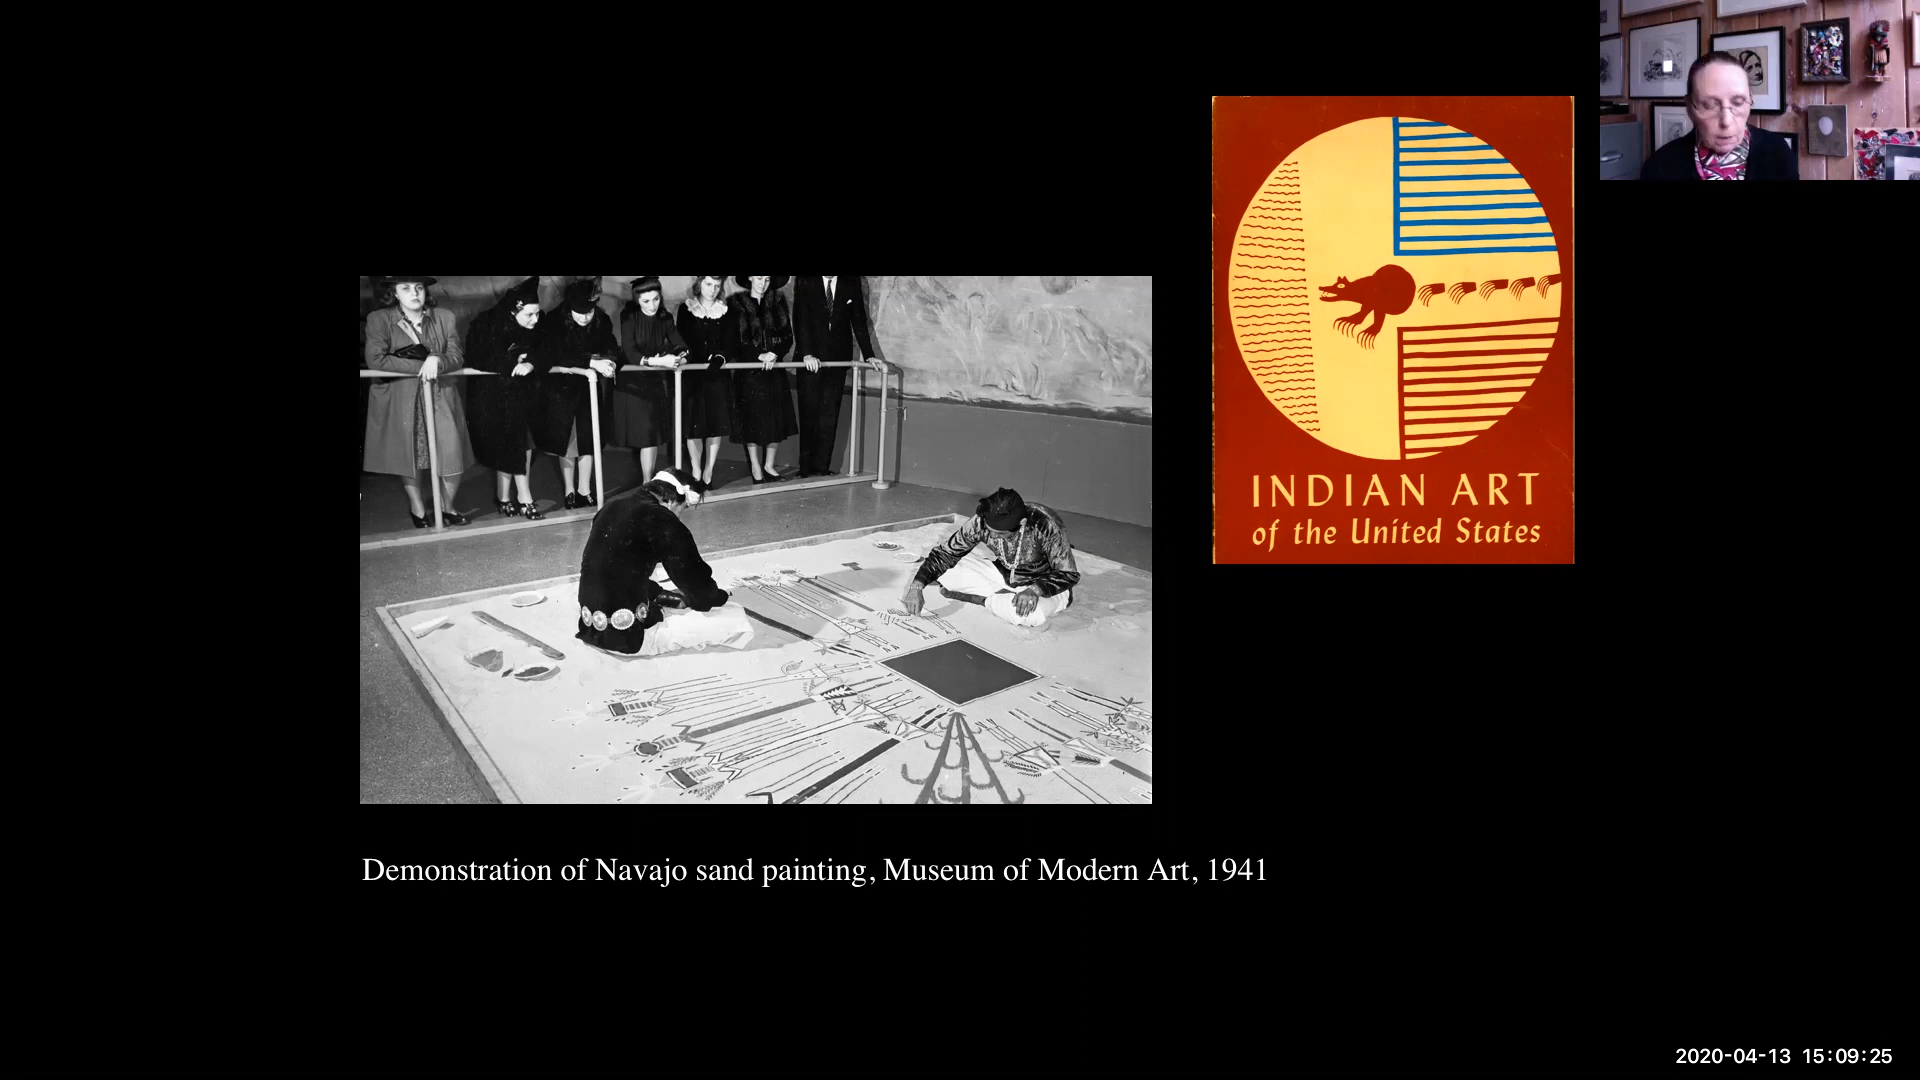 INDIAN ART
of the United States
Demonstration of Navajo sand painting, Museum of Modern Art, 1941
2020-04-13 15:09:25